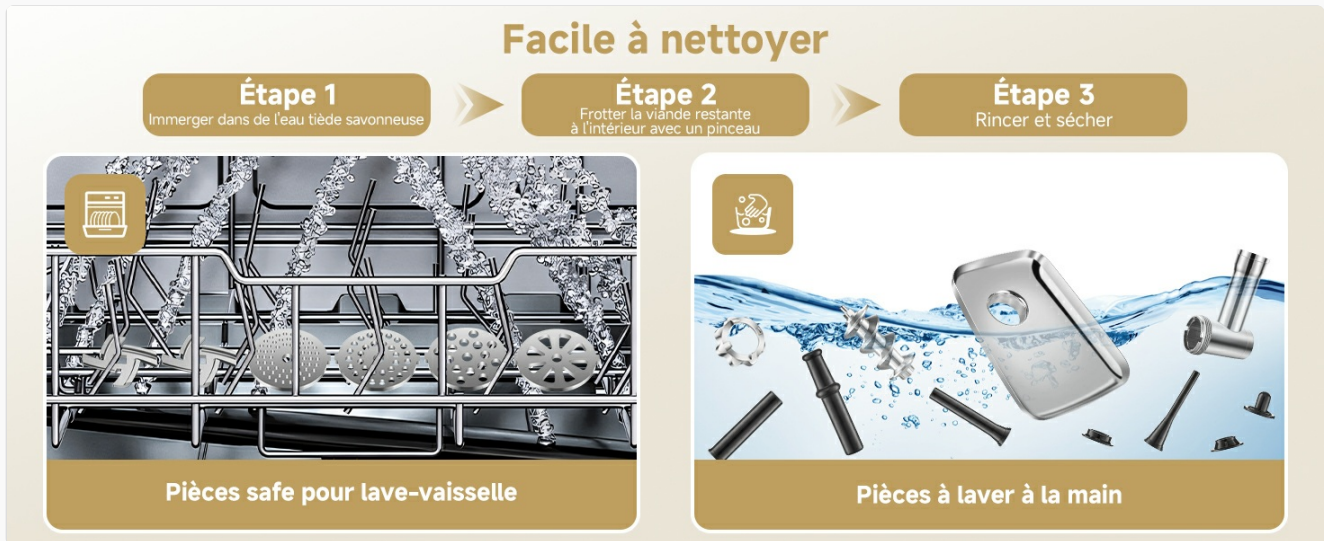 Facile à nettoyer
Étape 1
Immerger dans de l'eau tiède savonneuse
Étape 2
Frotter la viande restante
à l'intérieur avec un pinceau
Étape 3
Rincer et sécher
Pièces safe pour lave-vaisselle
Pièces à laver à la main